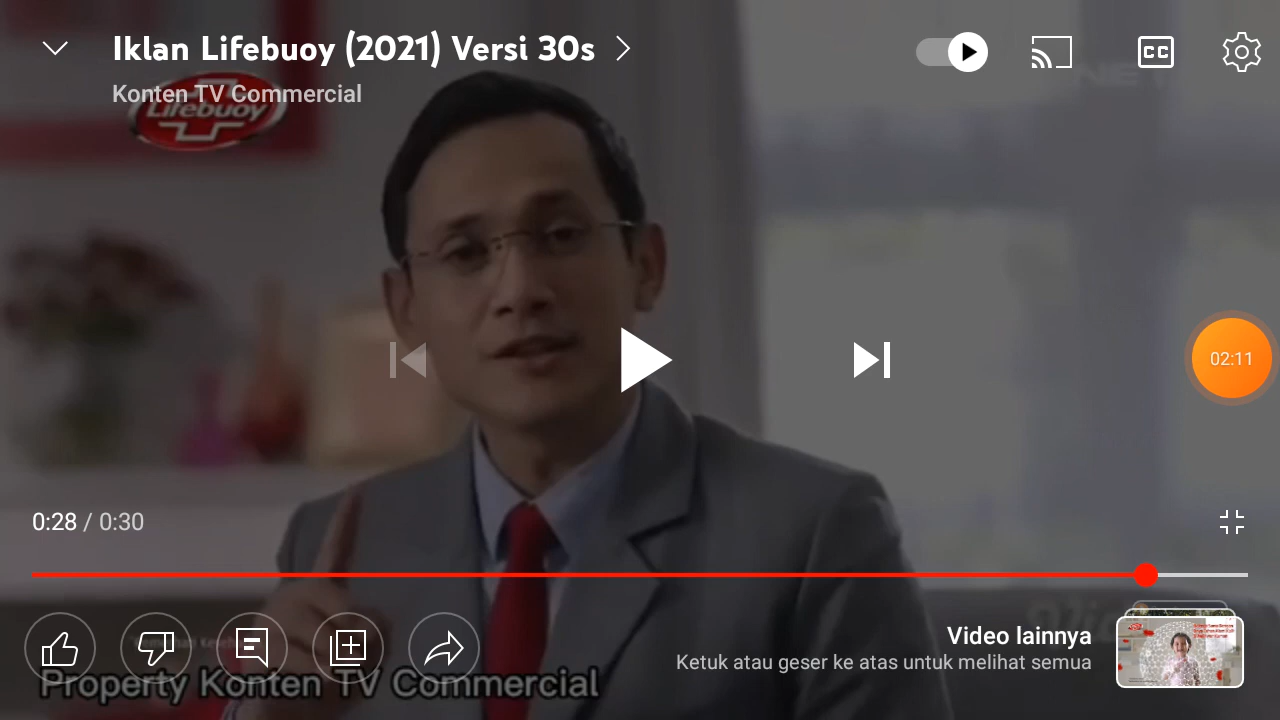 Iklan Lifebuoy (2021) Versi 30s
Konten TV Commercial
Lifebuoy
NET
CC
02:11
0:28 / 0:30
Video lainnya
Ketuk atau geser ke atas untuk melihat semua
Property Konten TV Commercial